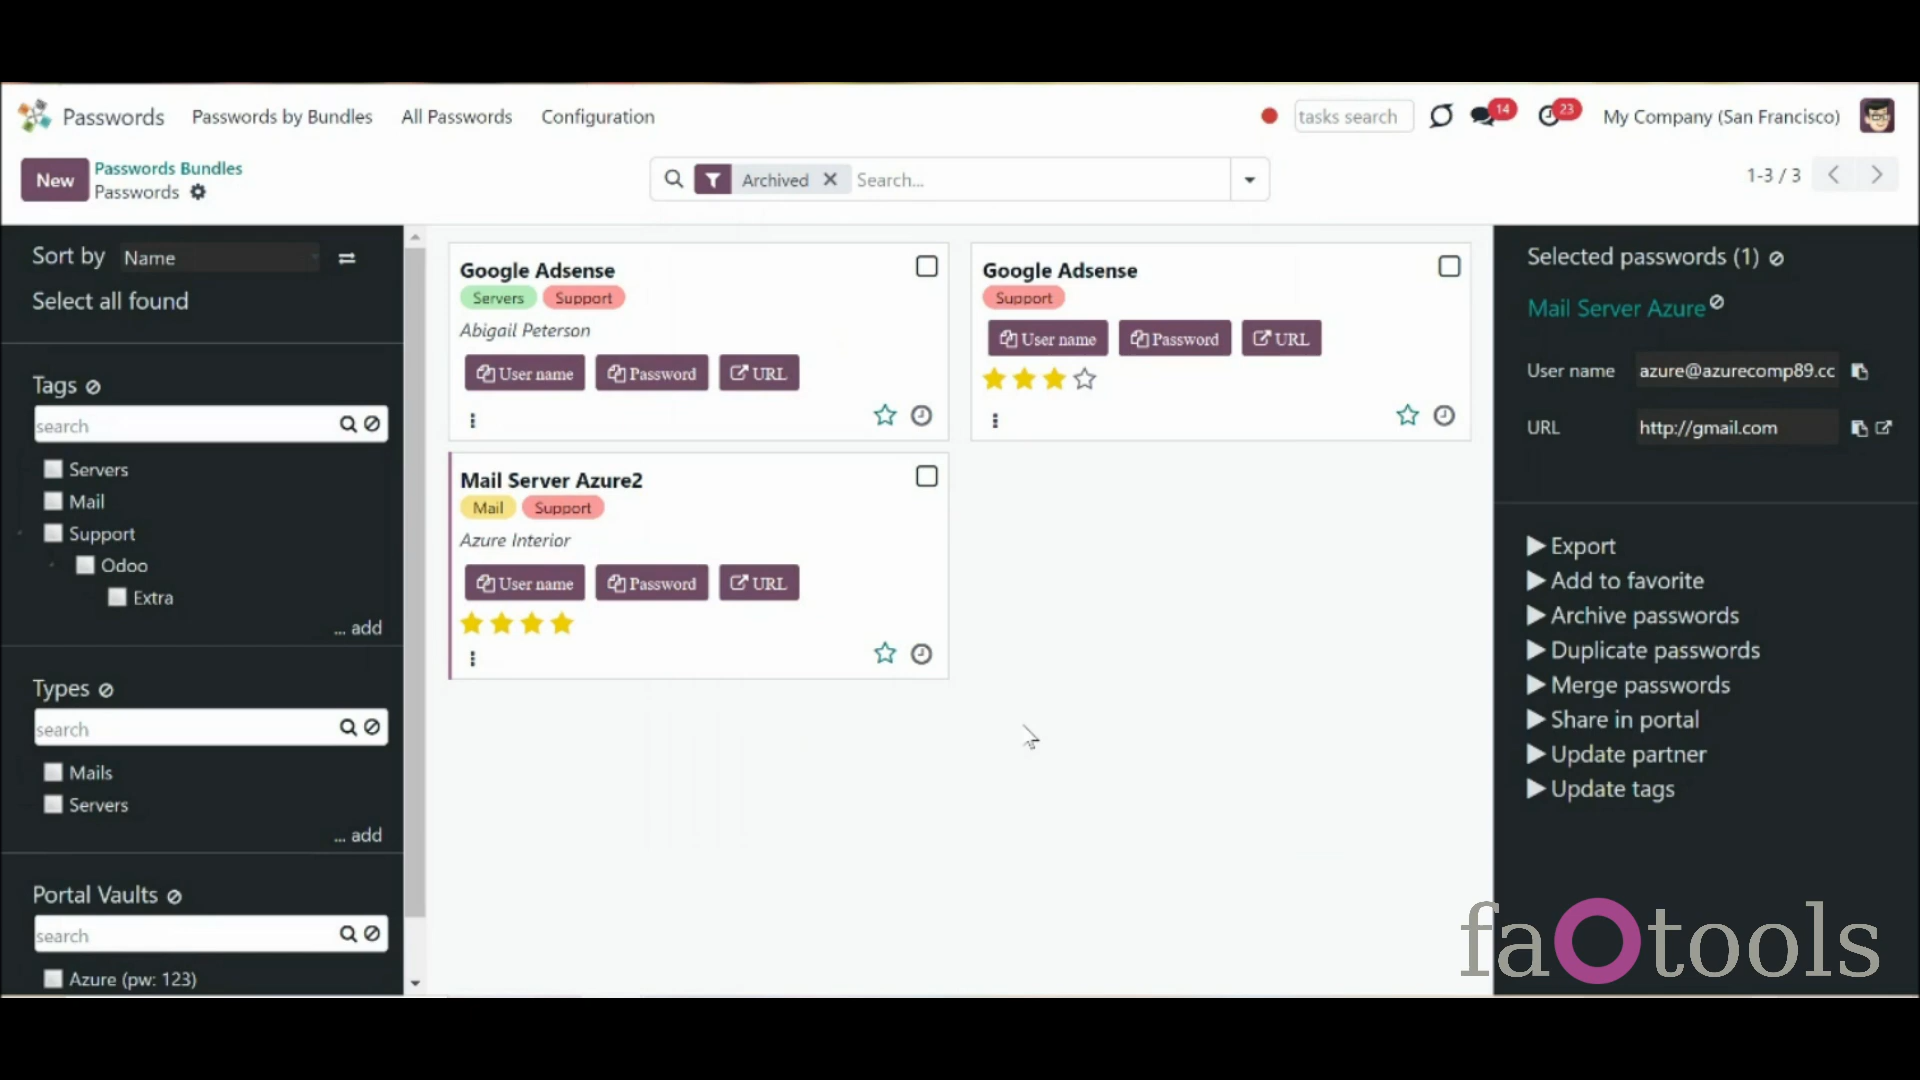 Passwords Passwords by Bundles All Passwords Configuration tasks search 14 23 My Company (San Francisco)
New Passwords Bundles
Passwords
Archived Search... 1-3 / 3
Sort by Name
Select all found
Tags
search
Servers
Mail
Support
Odoo
Extra
... add
Types
search
Mails
Servers
... add
Portal Vaults
search
Azure (pw: 123)
Google Adsense
Servers Support
Abigail Peterson
User name Password URL
Google Adsense
Support
User name Password URL
Mail Server Azure2
Mail Support
Azure Interior
User name Password URL
Selected passwords (1)
Mail Server Azure
User name azure@azurecomp89.cc
URL http://gmail.com
Export
Add to favorite
Archive passwords
Duplicate passwords
Merge passwords
Share in portal
Update partner
Update tags
faOtools